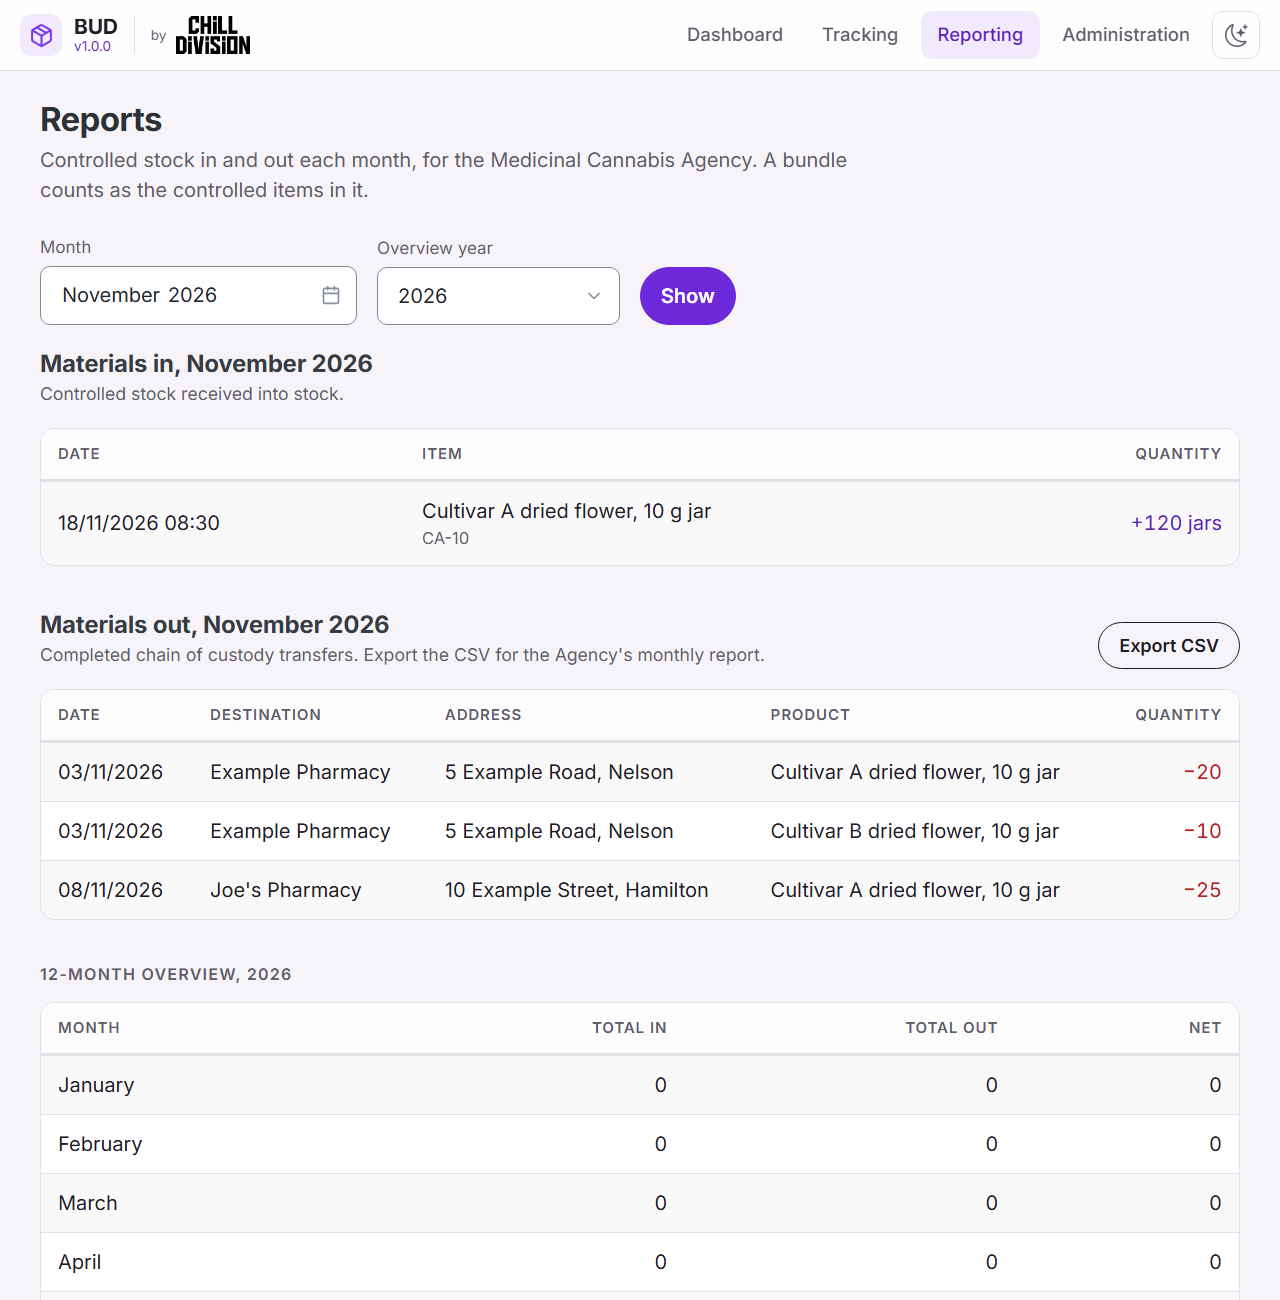 BUD
v1.0.0
by
CHiLL
DiViSiON
Dashboard
Tracking
Reporting
Administration
Reports
Controlled stock in and out each month, for the Medicinal Cannabis Agency. A bundle
counts as the controlled items in it.
Month
Overview year
November 2026
2026
Show
Materials in, November 2026
Controlled stock received into stock.
DATE ITEM QUANTITY
18/11/2026 08:30 Cultivar A dried flower, 10 g jar +120 jars
CA-10
Materials out, November 2026
Completed chain of custody transfers. Export the CSV for the Agency's monthly report.
Export CSV
DATE DESTINATION ADDRESS PRODUCT QUANTITY
03/11/2026 Example Pharmacy 5 Example Road, Nelson Cultivar A dried flower, 10 g jar −20
03/11/2026 Example Pharmacy 5 Example Road, Nelson Cultivar B dried flower, 10 g jar −10
08/11/2026 Joe's Pharmacy 10 Example Street, Hamilton Cultivar A dried flower, 10 g jar −25
12-MONTH OVERVIEW, 2026
MONTH TOTAL IN TOTAL OUT NET
January 0 0 0
February 0 0 0
March 0 0 0
April 0 0 0